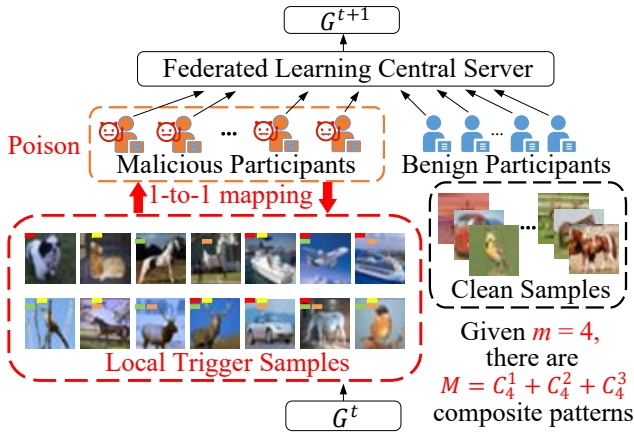 G^{t+1}
Federated Learning Central Server
Poison
...
...
Malicious Participants
Benign Participants
1-to-1 mapping
...
Clean Samples
Local Trigger Samples
Given m = 4,
there are
M = C_4^1 + C_4^2 + C_4^3
composite patterns
G^t